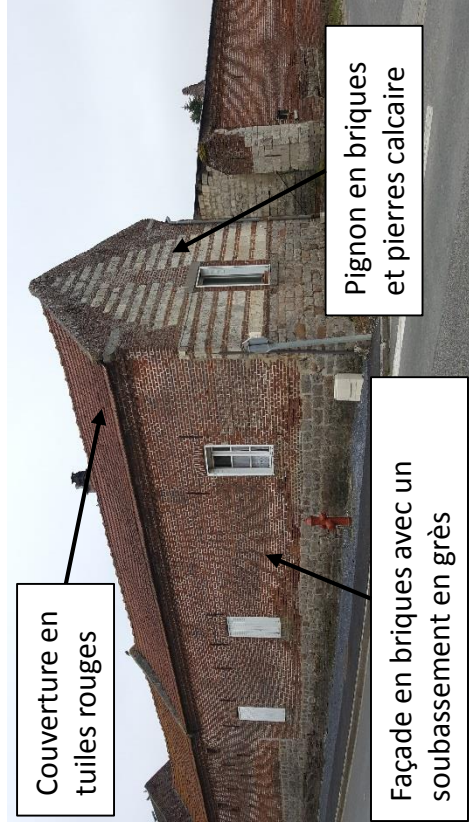 Couverture en
tuiles rouges
Pignon en briques
et pierres calcaire
Façade en briques avec un
soubassement en grès